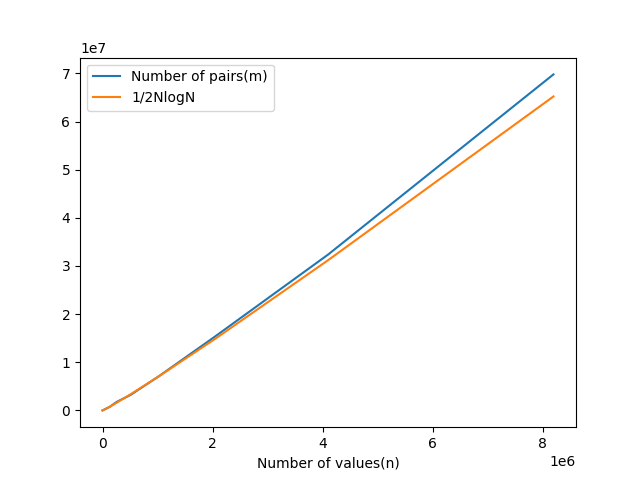 1e7
Number of pairs(m)
1/2NlogN
7
6
5
4
3
2
1
0
0 2 4 6 8
1e6
Number of values(n)